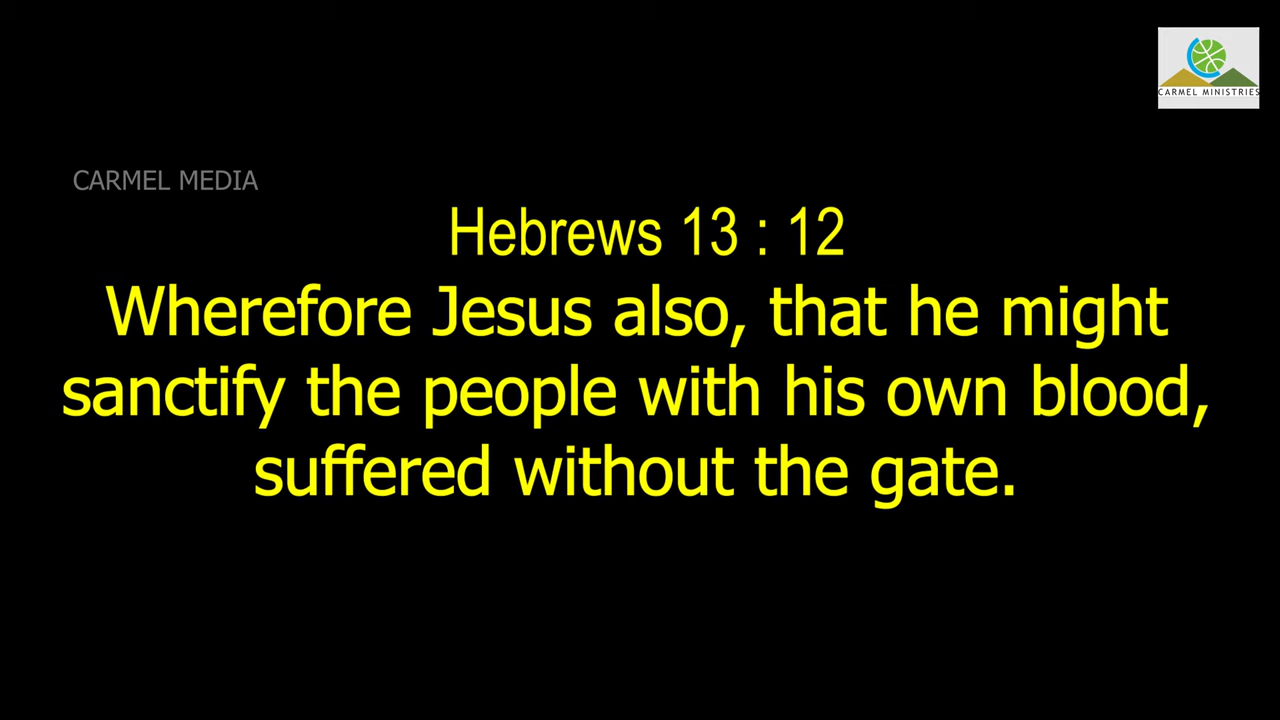 CARMEL MINISTRIES
CARMEL MEDIA
Hebrews 13 : 12
Wherefore Jesus also, that he might
sanctify the people with his own blood,
suffered without the gate.